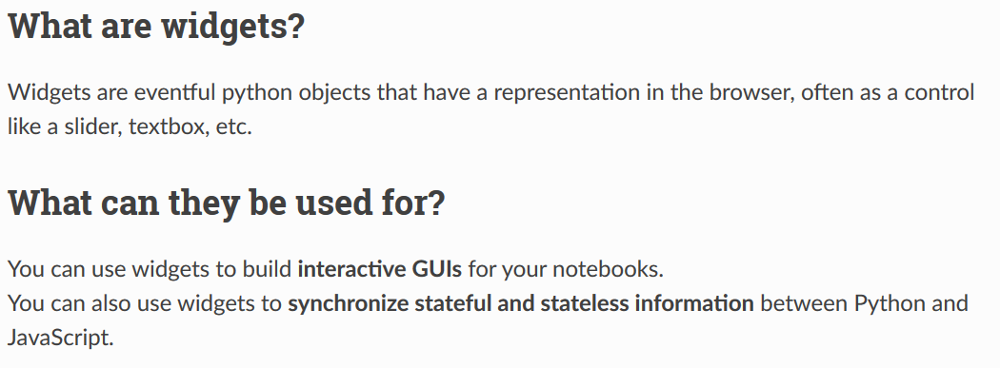 What are widgets?
Widgets are eventful python objects that have a representation in the browser, often as a control
like a slider, textbox, etc.
What can they be used for?
You can use widgets to build interactive GUIs for your notebooks.
You can also use widgets to synchronize stateful and stateless information between Python and
JavaScript.